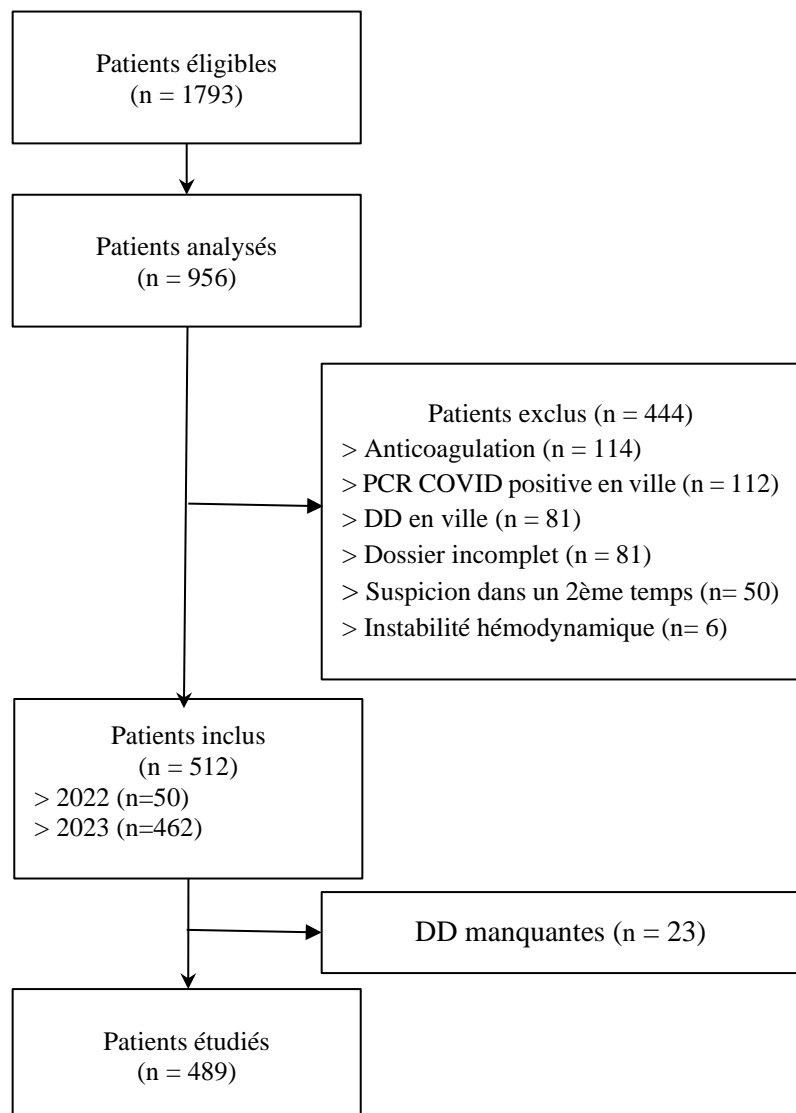 Patients éligibles
(n = 1793)
Patients analysés
(n = 956)
Patients exclus (n = 444)
> Anticoagulation (n = 114)
> PCR COVID positive en ville (n = 112)
> DD en ville (n = 81)
> Dossier incomplet (n = 81)
> Suspicion dans un 2ème temps (n= 50)
> Instabilité hémodynamique (n= 6)
Patients inclus
(n = 512)
> 2022 (n=50)
> 2023 (n=462)
DD manquantes (n = 23)
Patients étudiés
(n = 489)